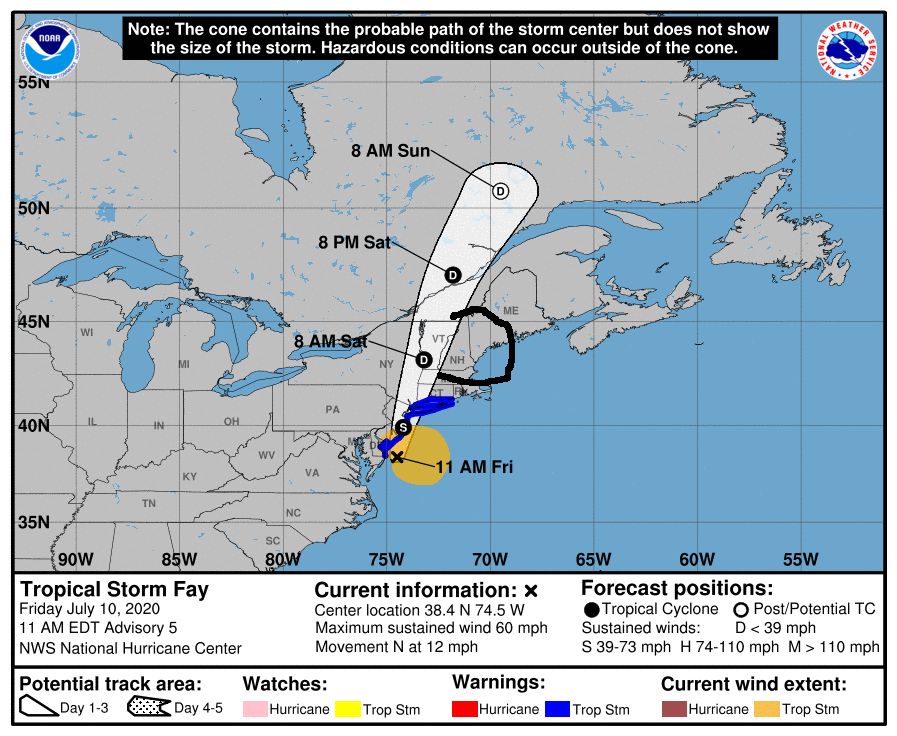 Note: The cone contains the probable path of the storm center but does not show
the size of the storm. Hazardous conditions can occur outside of the cone.
NOAA
NATIONAL WEATHER SERVICE
55N
8 AM Sun
D
50N
8 PM Sat
D
45N
ME
WI
VT
8 AM Sat
D
NH
MI
NY
CT
PA
40N
IL
IN
OH
S
WV
11 AM Fri
KY
VA
TN
NC
35N
SC
90W 85W 80W 75W 70W 65W 60W 55W
Tropical Storm Fay
Friday July 10, 2020
11 AM EDT Advisory 5
NWS National Hurricane Center
Current information: x
Center location 38.4 N 74.5 W
Maximum sustained wind 60 mph
Movement N at 12 mph
Forecast positions:
Tropical Cyclone Post/Potential TC
Sustained winds: D < 39 mph
S 39-73 mph H 74-110 mph M > 110 mph
Potential track area:
Day 1-3 Day 4-5
Watches:
Hurricane Trop Stm
Warnings:
Hurricane Trop Stm
Current wind extent:
Hurricane Trop Stm